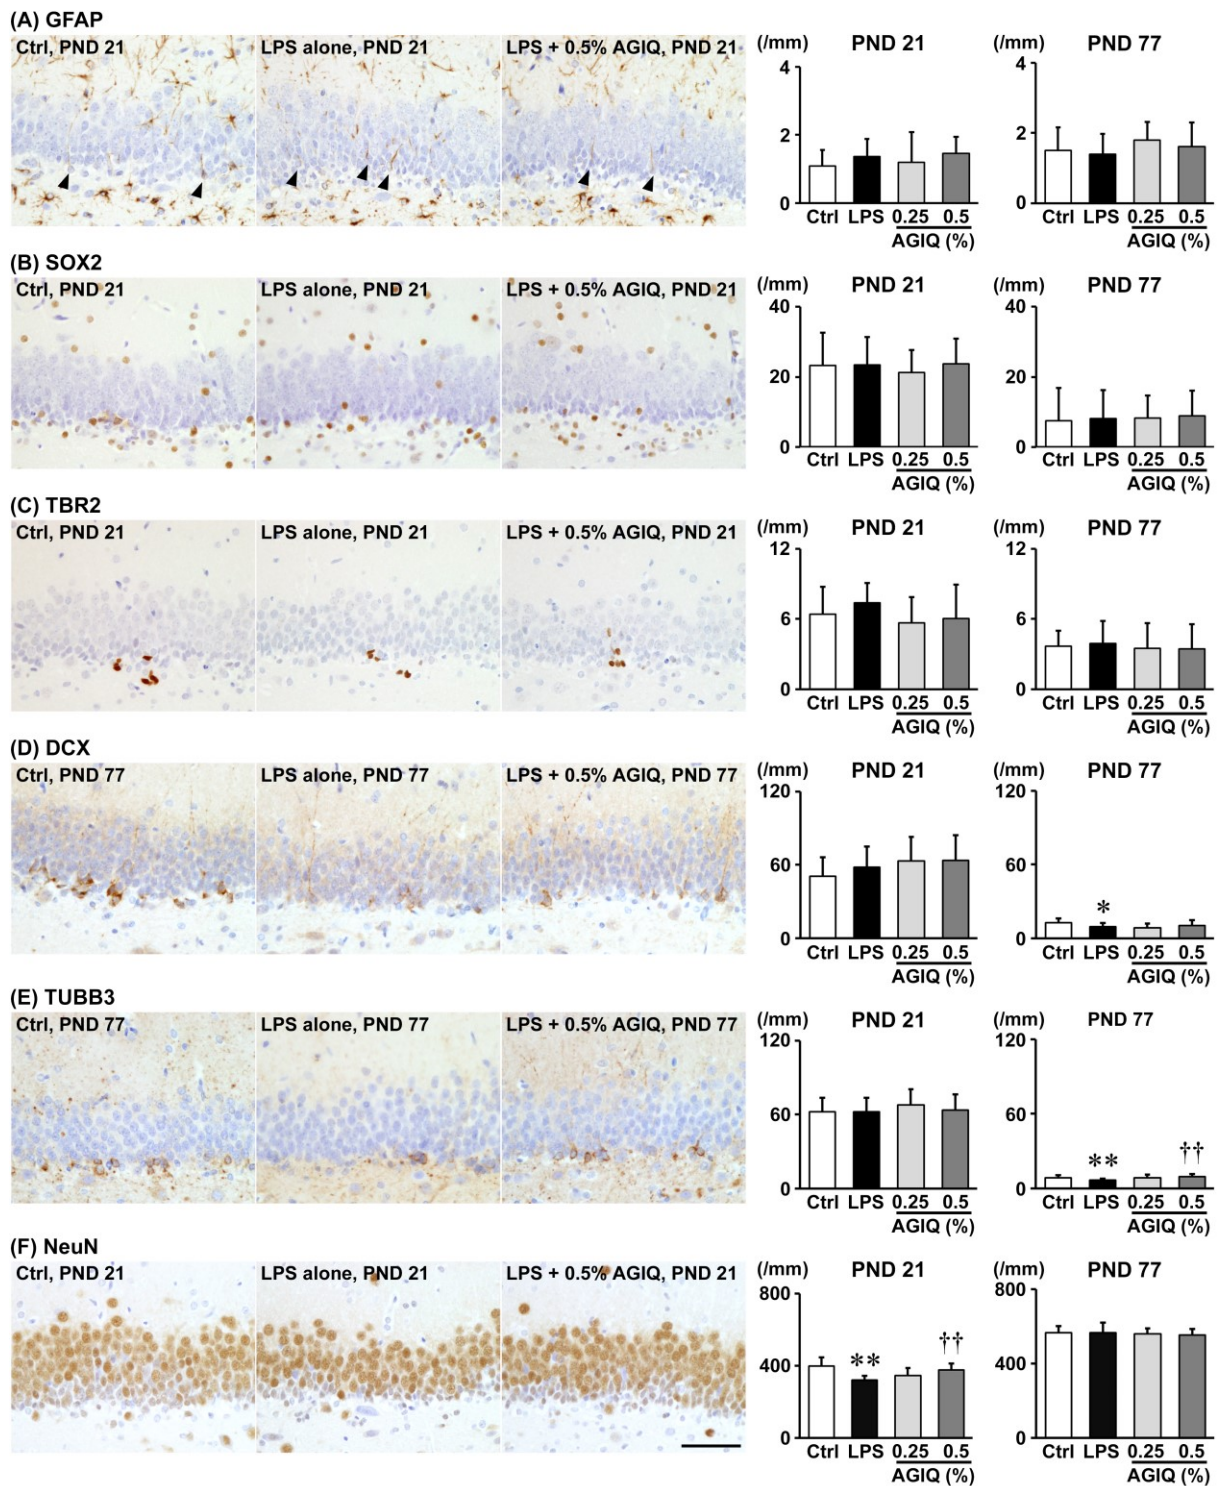 (A) GFAP
Ctrl, PND 21 LPS alone, PND 21 LPS + 0.5% AGIQ, PND 21
(/mm) PND 21
4
2
0
Ctrl LPS 0.25 0.5
AGIQ (%)
(/mm) PND 77
4
2
0
Ctrl LPS 0.25 0.5
AGIQ (%)
(B) SOX2
Ctrl, PND 21 LPS alone, PND 21 LPS + 0.5% AGIQ, PND 21
(/mm) PND 21
40
20
0
Ctrl LPS 0.25 0.5
AGIQ (%)
(/mm) PND 77
40
20
0
Ctrl LPS 0.25 0.5
AGIQ (%)
(C) TBR2
Ctrl, PND 21 LPS alone, PND 21 LPS + 0.5% AGIQ, PND 21
(/mm) PND 21
12
6
0
Ctrl LPS 0.25 0.5
AGIQ (%)
(/mm) PND 77
12
6
0
Ctrl LPS 0.25 0.5
AGIQ (%)
(D) DCX
Ctrl, PND 77 LPS alone, PND 77 LPS + 0.5% AGIQ, PND 77
(/mm) PND 21
120
60
0
Ctrl LPS 0.25 0.5
AGIQ (%)
(/mm) PND 77
120
60
*
0
Ctrl LPS 0.25 0.5
AGIQ (%)
(E) TUBB3
Ctrl, PND 77 LPS alone, PND 77 LPS + 0.5% AGIQ, PND 77
(/mm) PND 21
120
60
0
Ctrl LPS 0.25 0.5
AGIQ (%)
(/mm) PND 77
120
60
** ††
0
Ctrl LPS 0.25 0.5
AGIQ (%)
(F) NeuN
Ctrl, PND 21 LPS alone, PND 21 LPS + 0.5% AGIQ, PND 21
(/mm) PND 21
800
** ††
400
0
Ctrl LPS 0.25 0.5
AGIQ (%)
(/mm) PND 77
800
400
0
Ctrl LPS 0.25 0.5
AGIQ (%)